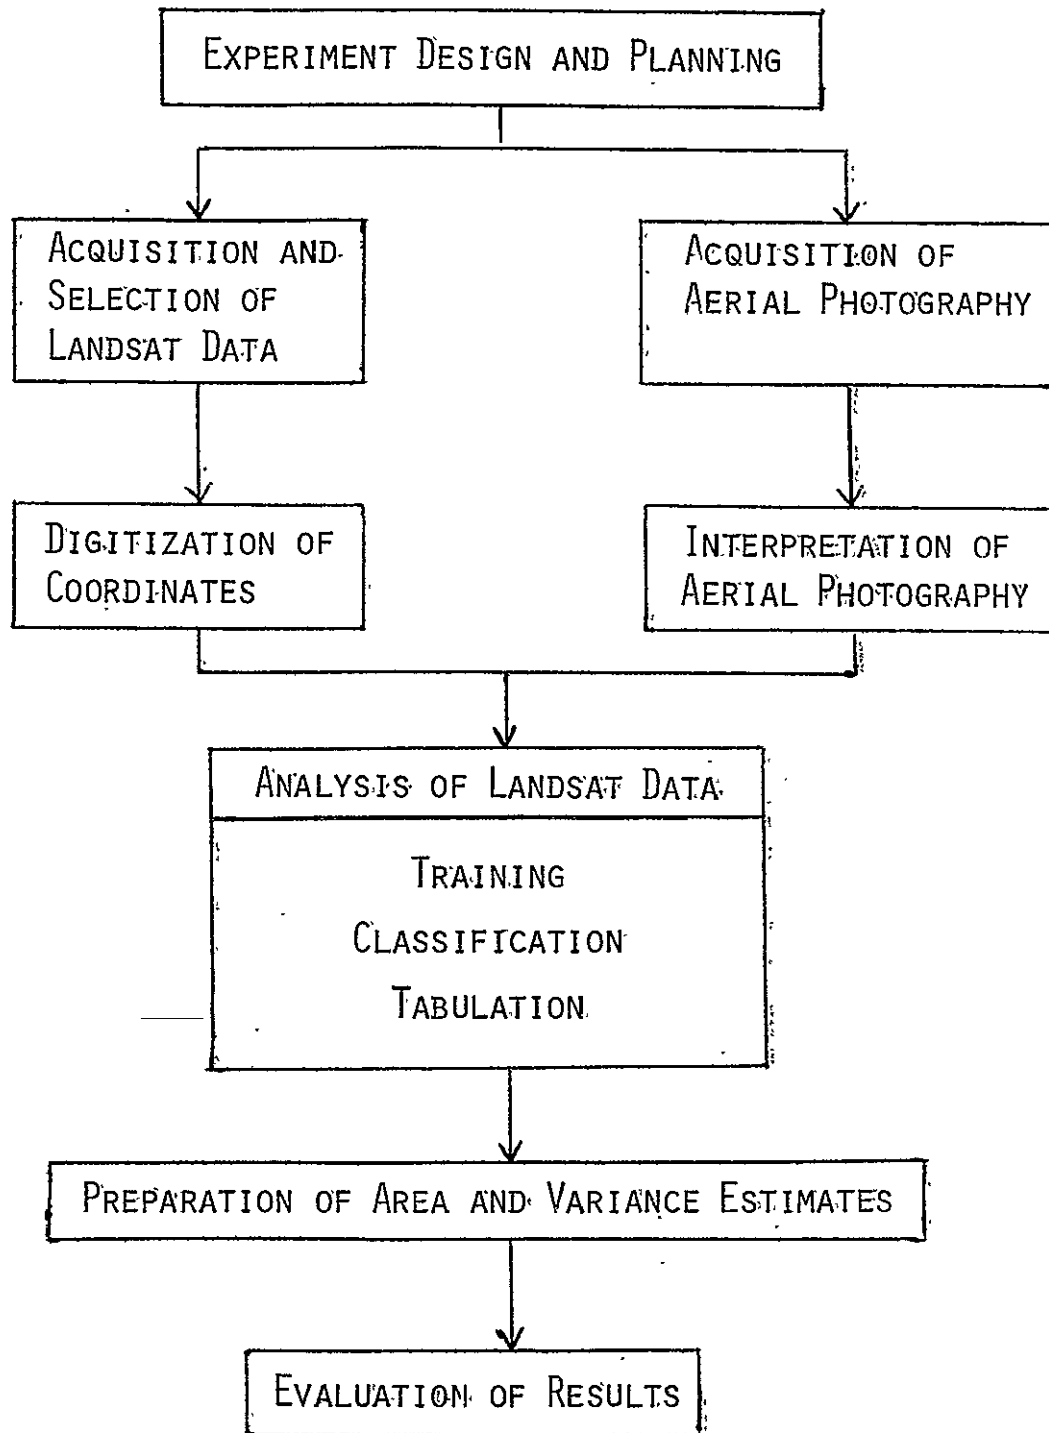 EXPERIMENT DESIGN AND PLANNING
ACQUISITION AND
SELECTION OF
LANDSAT DATA
ACQUISITION OF
AERIAL PHOTOGRAPHY
DIGITIZATION OF
COORDINATES
INTERPRETATION OF
AERIAL PHOTOGRAPHY
ANALYSIS OF LANDSAT DATA
TRAINING
CLASSIFICATION
TABULATION
PREPARATION OF AREA AND VARIANCE ESTIMATES
EVALUATION OF RESULTS